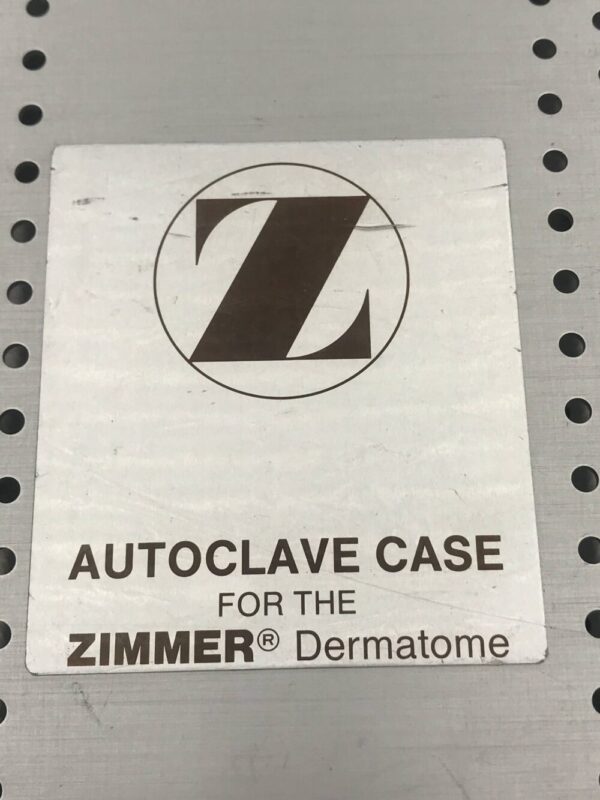 Z
AUTOCLAVE CASE
FOR THE
ZIMMER® Dermatome